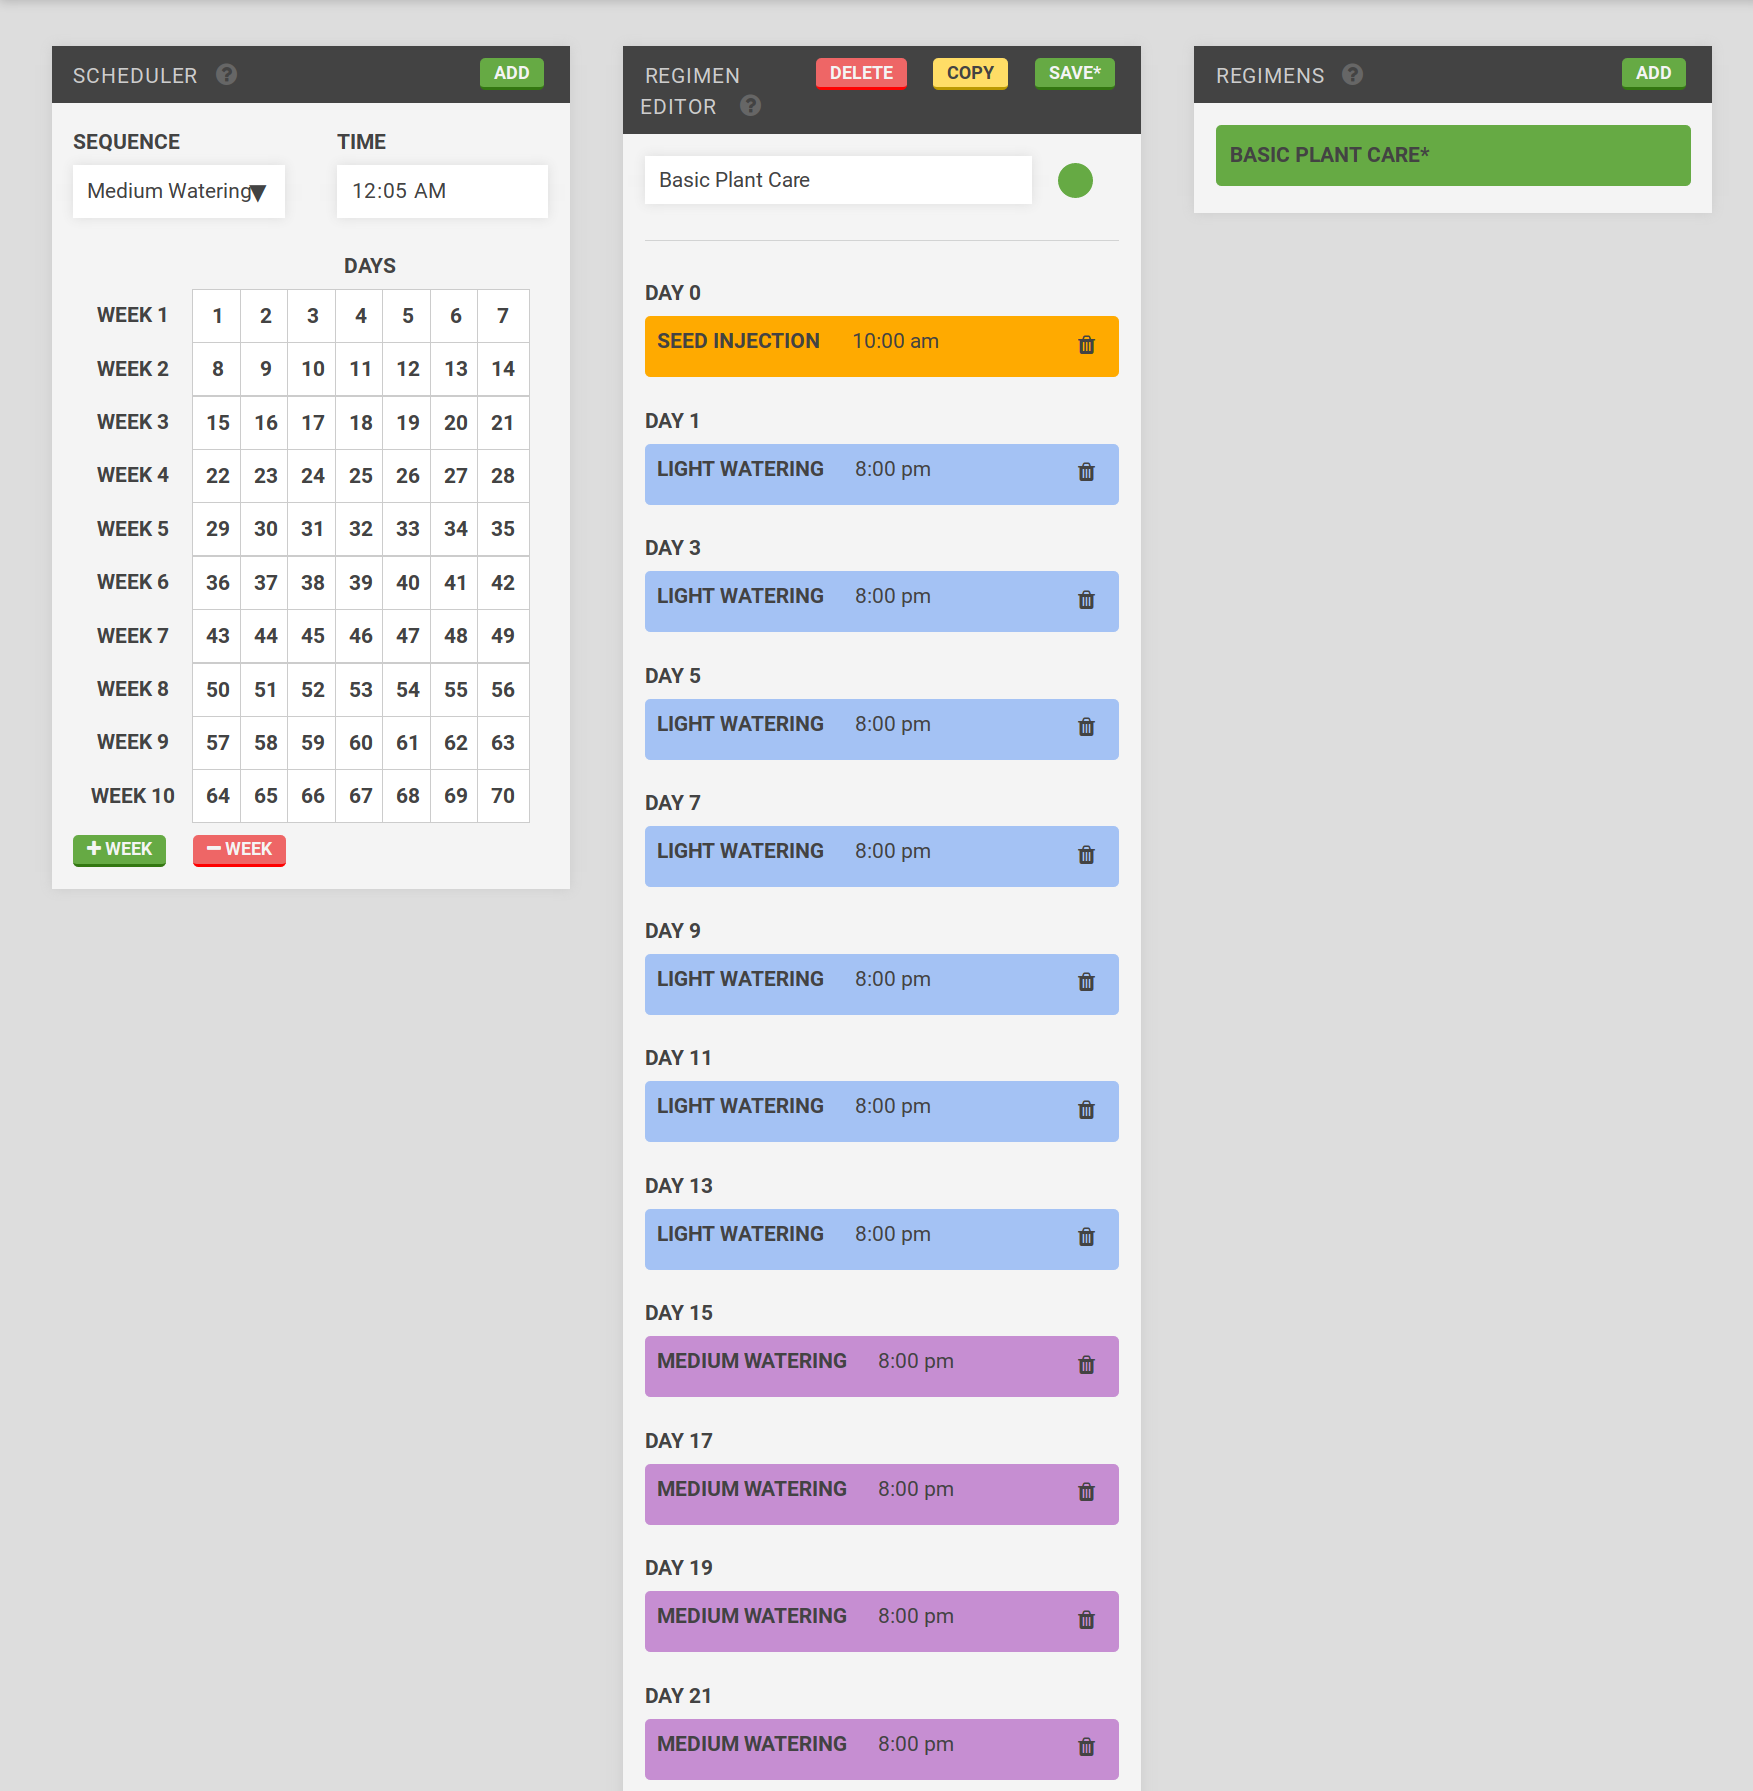 SCHEDULER ?
ADD
SEQUENCE TIME
Medium Watering 12:05 AM
DAYS
WEEK 1 1 2 3 4 5 6 7
WEEK 2 8 9 10 11 12 13 14
WEEK 3 15 16 17 18 19 20 21
WEEK 4 22 23 24 25 26 27 28
WEEK 5 29 30 31 32 33 34 35
WEEK 6 36 37 38 39 40 41 42
WEEK 7 43 44 45 46 47 48 49
WEEK 8 50 51 52 53 54 55 56
WEEK 9 57 58 59 60 61 62 63
WEEK 10 64 65 66 67 68 69 70
+ WEEK − WEEK
REGIMEN
EDITOR ?
DELETE COPY SAVE*
Basic Plant Care
DAY 0
SEED INJECTION 10:00 am
DAY 1
LIGHT WATERING 8:00 pm
DAY 3
LIGHT WATERING 8:00 pm
DAY 5
LIGHT WATERING 8:00 pm
DAY 7
LIGHT WATERING 8:00 pm
DAY 9
LIGHT WATERING 8:00 pm
DAY 11
LIGHT WATERING 8:00 pm
DAY 13
LIGHT WATERING 8:00 pm
DAY 15
MEDIUM WATERING 8:00 pm
DAY 17
MEDIUM WATERING 8:00 pm
DAY 19
MEDIUM WATERING 8:00 pm
DAY 21
MEDIUM WATERING 8:00 pm
REGIMENS ?
ADD
BASIC PLANT CARE*